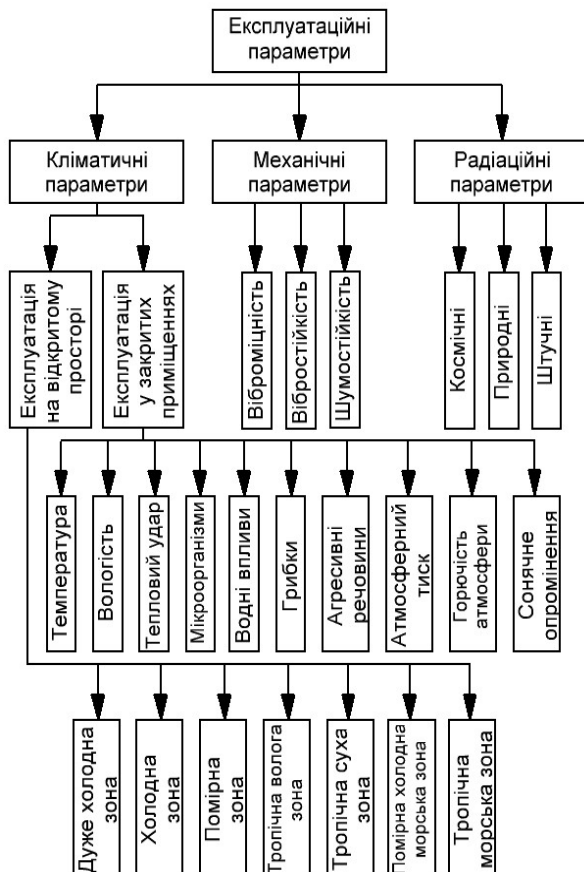 Експлуатаційні
параметри
Кліматичні
параметри
Механічні
параметри
Радіаційні
параметри
Експлуатація
на відкритому
просторі
Експлуатація
у закритих
приміщеннях
Віброміцність
Вібростійкість
Шумостійкість
Космічні
Природні
Штучні
Температура
Вологість
Тепловий удар
Мікроорганізми
Водні впливи
Грибки
Агресивні
речовини
Атмосферний
тиск
Горючість
атмосфери
Сонячне
опромінення
Дуже холодна
зона
Холодна
зона
Помірна
зона
Тропічна волога
зона
Тропічна суха
зона
Помірна холодна
морська зона
Тропічна
морська зона